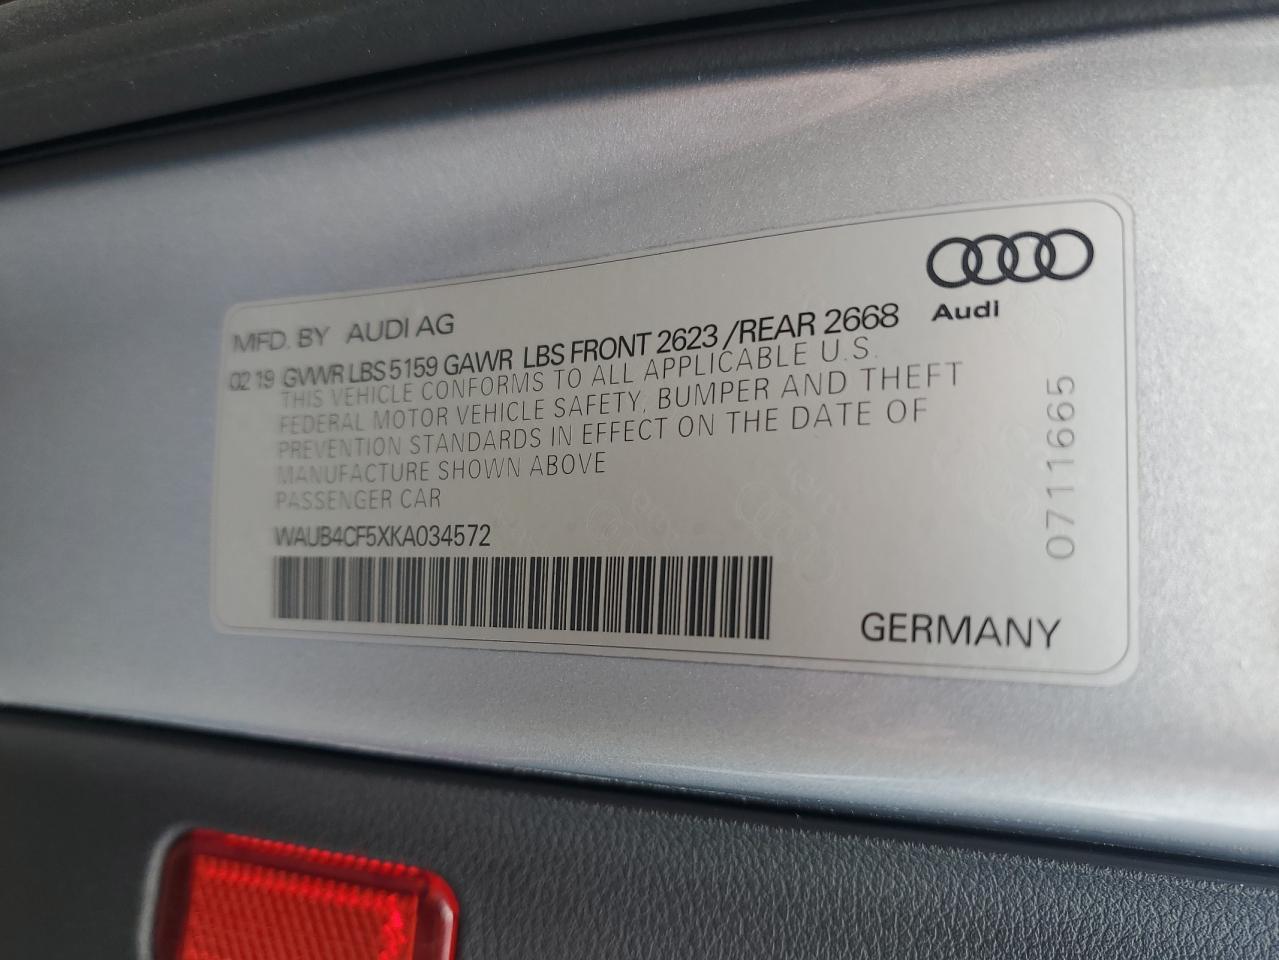 Audi
MFD. BY AUDI AG
02 19 GVWR LBS 5159 GAWR LBS FRONT 2623 /REAR 2668
THIS VEHICLE CONFORMS TO ALL APPLICABLE U.S.
FEDERAL MOTOR VEHICLE SAFETY, BUMPER AND THEFT
PREVENTION STANDARDS IN EFFECT ON THE DATE OF
MANUFACTURE SHOWN ABOVE
PASSENGER CAR
WAUB4CF5XKA034572
GERMANY
0711665